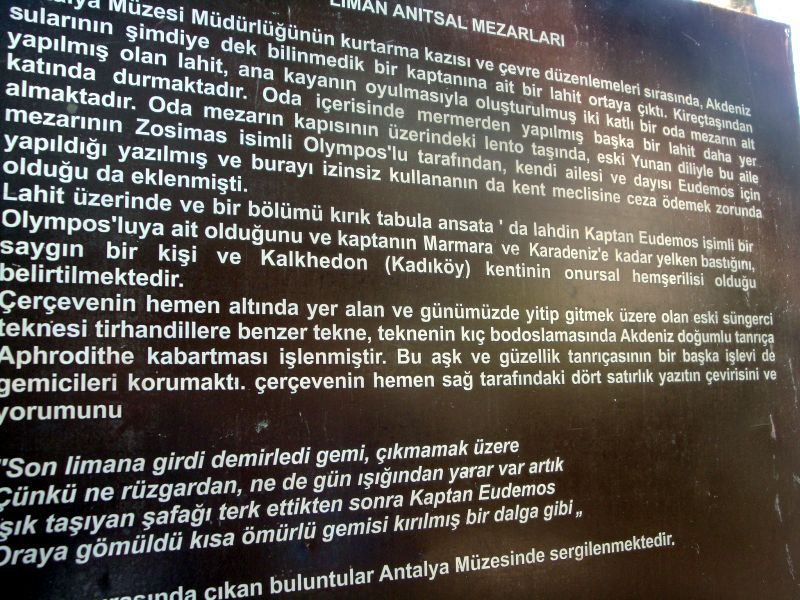 LİMAN ANITSAL MEZARLARI
Müzesi Müdürlüğünün kurtarma kazısı ve çevre düzenlemeleri sırasında, Akdeniz
sularının şimdiye dek bilinmedik bir kaptanına ait bir lahit ortaya çıktı. Kireçtaşından
yapılmış olan lahit, ana kayanın oyulmasıyla oluşturulmuş iki katlı bir oda mezarın alt
katında durmaktadır. Oda içerisinde mermerden yapılmış başka bir lahit daha yer
almaktadır. Oda mezarın kapısının üzerindeki lento taşında, eski Yunan diliyle bu aile
mezarının Zosimas isimli Olympos'lu tarafından, kendi ailesi ve dayısı Eudemos için
yapıldığı yazılmış ve burayı izinsiz kullananın da kent meclisine ceza ödemek zorunda
olduğu da eklenmişti.
Lahit üzerinde ve bir bölümü kırık tabula ansata ' da lahdin Kaptan Eudemos isimli bir
Olympos'luya ait olduğunu ve kaptanın Marmara ve Karadeniz'e kadar yelken bastığını,
saygın bir kişi ve Kalkhedon (Kadıköy) kentinin onursal hemşerilisi olduğu
belirtilmektedir.
Çerçevenin hemen altında yer alan ve günümüzde yitip gitmek üzere olan eski süngerci
teknesi tirhandillere benzer tekne, teknenin kıç bodoslamasında Akdeniz doğumlu tanrıça
Aphrodithe kabartması işlenmiştir. Bu aşk ve güzellik tanrıçasının bir başka işlevi de
gemicileri korumaktı. çerçevenin hemen sağ tarafındaki dört satırlık yazıtın çevirisini ve
yorumunu
"Son limana girdi demirledi gemi, çıkmamak üzere
Çünkü ne rüzgardan, ne de gün ışığından yarar var artık
Işık taşıyan şafağı terk ettikten sonra Kaptan Eudemos
Oraya gömüldü kısa ömürlü gemisi kırılmış bir dalga gibi „
çıkan buluntular Antalya Müzesinde sergilenmektedir.